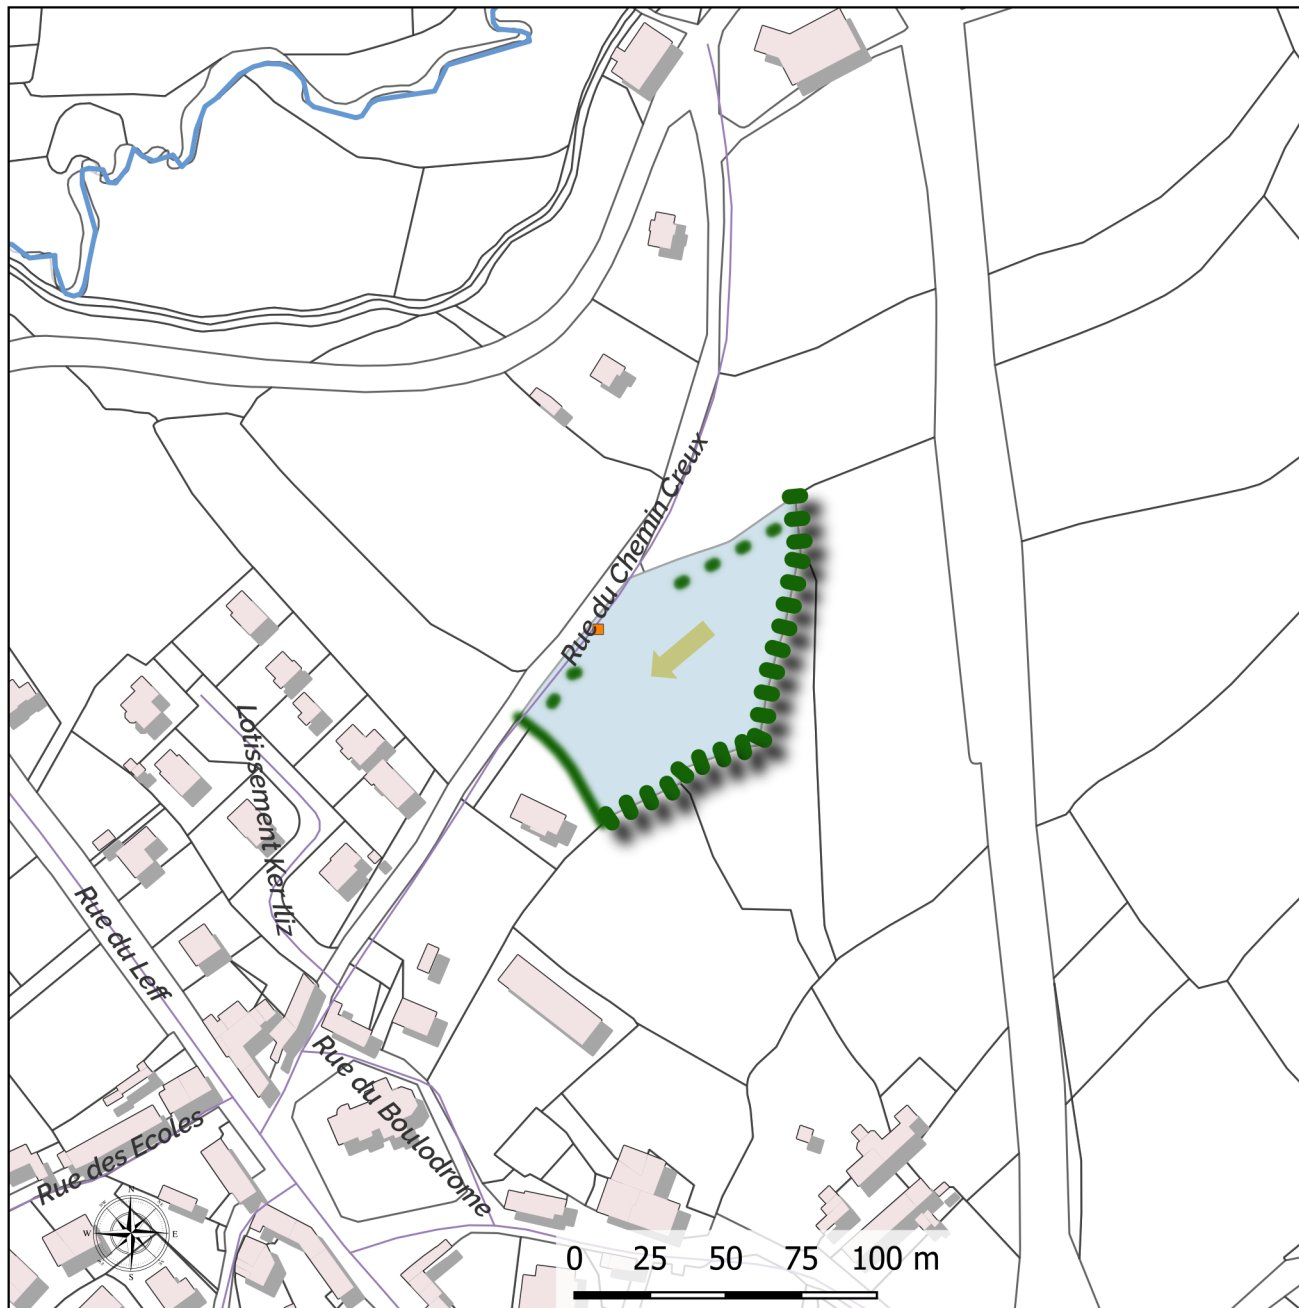 Rue du Chemin Creux
Lotissement Ker Iliz
Rue du Leff
Rue du Boulodrome
Rue des Ecoles
N
W E
S
0 25 50 75 100 m